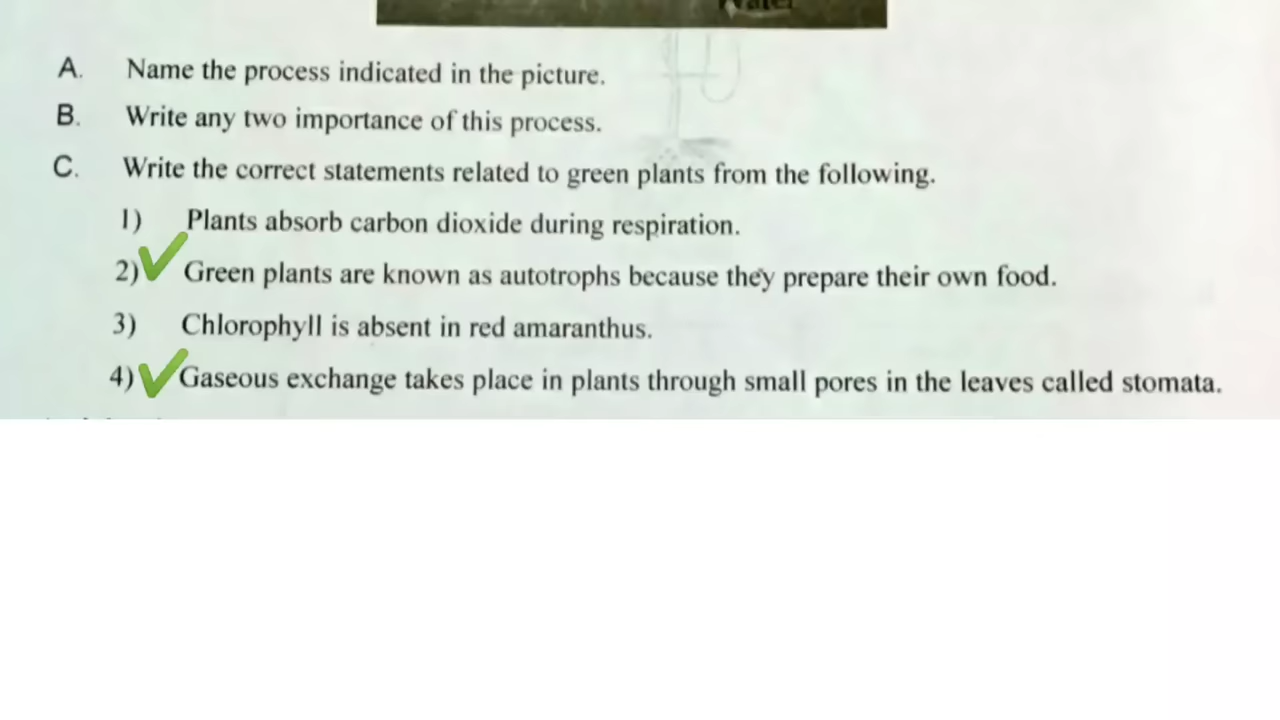 Water
A. Name the process indicated in the picture.
B. Write any two importance of this process.
C. Write the correct statements related to green plants from the following.
1) Plants absorb carbon dioxide during respiration.
2) Green plants are known as autotrophs because they prepare their own food.
3) Chlorophyll is absent in red amaranthus.
4) Gaseous exchange takes place in plants through small pores in the leaves called stomata.